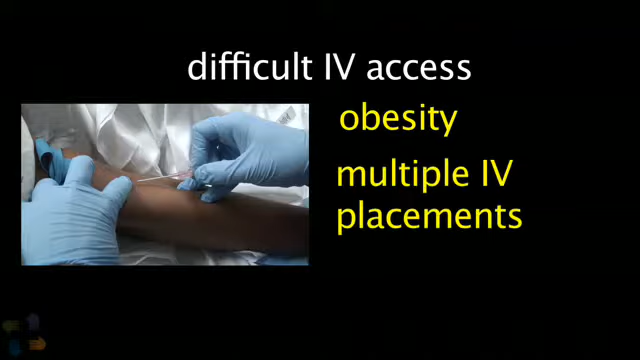 difficult IV access
obesity
multiple IV
placements